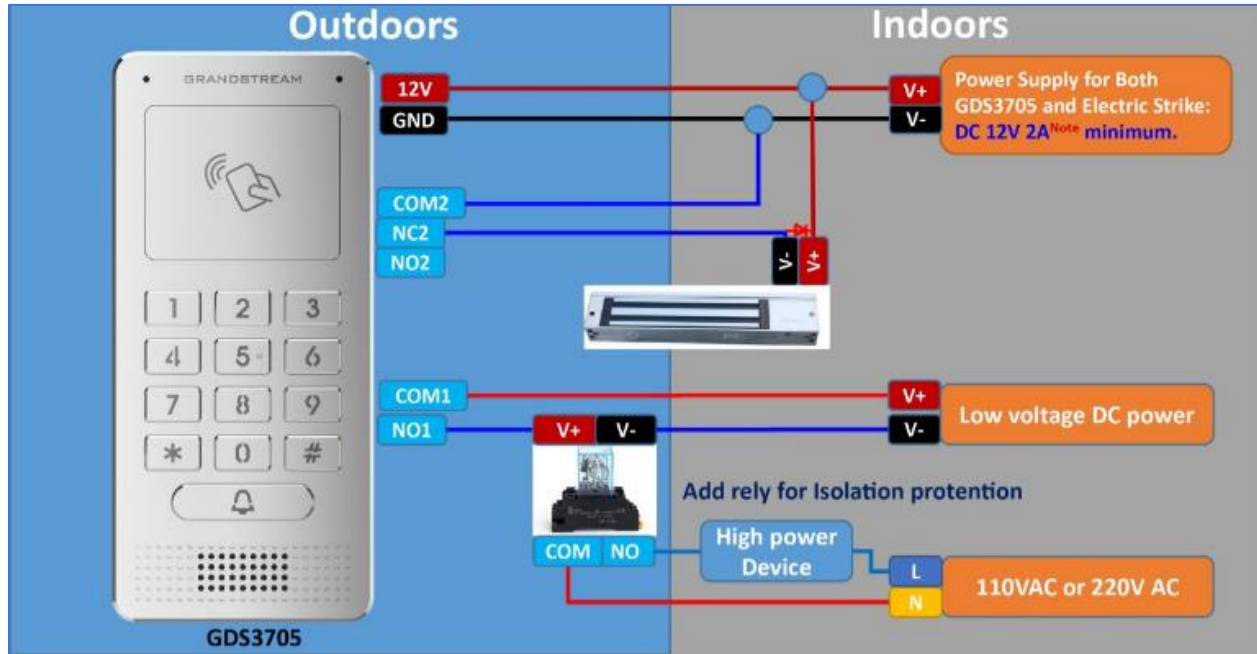 Outdoors
Indoors
GRANDSTREAM
12V
GND
V+
V-
Power Supply for Both
GDS3705 and Electric Strike:
DC 12V 2A Note minimum.
COM2
NC2
NO2
V-
V+
1 2 3
4 5 6
7 8 9
* 0 #
COM1
NO1
V+ V-
V+
V-
Low voltage DC power
Add rely for Isolation protention
COM NO
High power
Device
L
N
110VAC or 220V AC
GDS3705